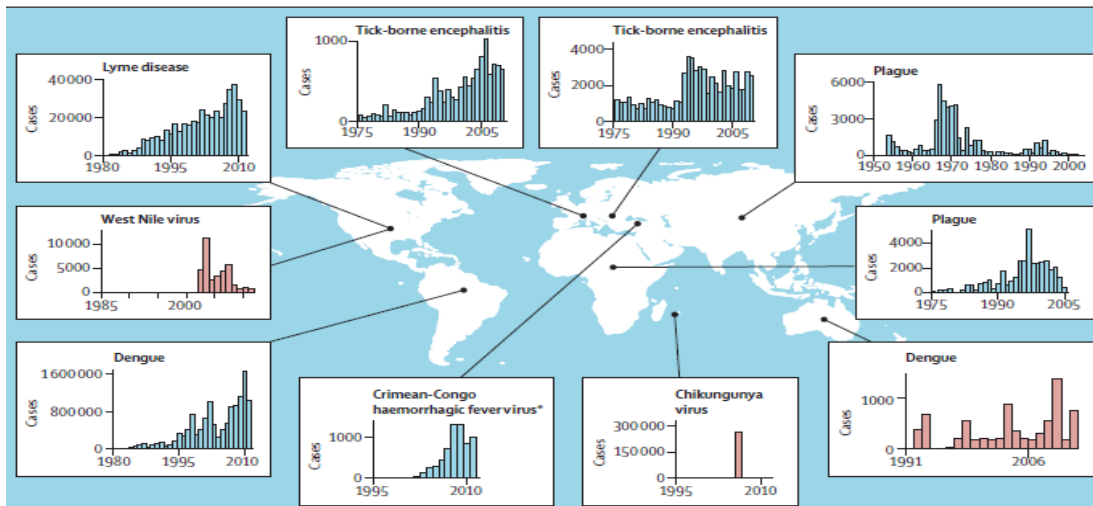 Tick-borne encephalitis
1000
Cases
0
1975
1990
2005
Tick-borne encephalitis
4000
2000
Cases
0
1975
1990
2005
Lyme disease
40000
20000
Cases
0
1980
1995
2010
Plague
6000
3000
Cases
0
1950
1960
1970
1980
1990
2000
West Nile virus
10000
5000
Cases
0
1985
2000
Plague
4000
2000
Cases
0
1975
1990
2005
Dengue
1600000
800000
Cases
0
1980
1995
2010
Crimean-Congo
haemorrhagic fever virus*
1000
Cases
0
1995
2010
Chikungunya
virus
300000
150000
Cases
0
1995
2010
Dengue
1000
Cases
0
1991
2006